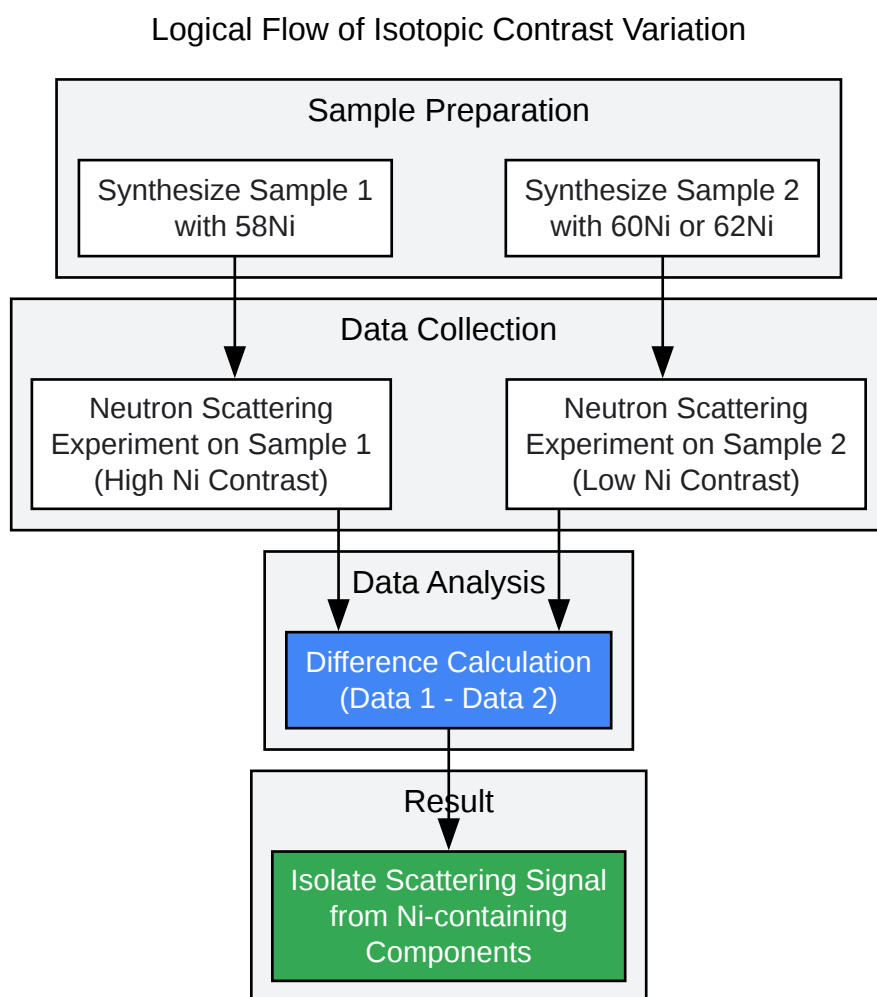 Logical Flow of Isotopic Contrast Variation
Sample Preparation
Synthesize Sample 1
with 58Ni
Synthesize Sample 2
with 60Ni or 62Ni
Data Collection
Neutron Scattering
Experiment on Sample 1
(High Ni Contrast)
Neutron Scattering
Experiment on Sample 2
(Low Ni Contrast)
Data Analysis
Difference Calculation
(Data 1 - Data 2)
Result
Isolate Scattering Signal
from Ni-containing
Components